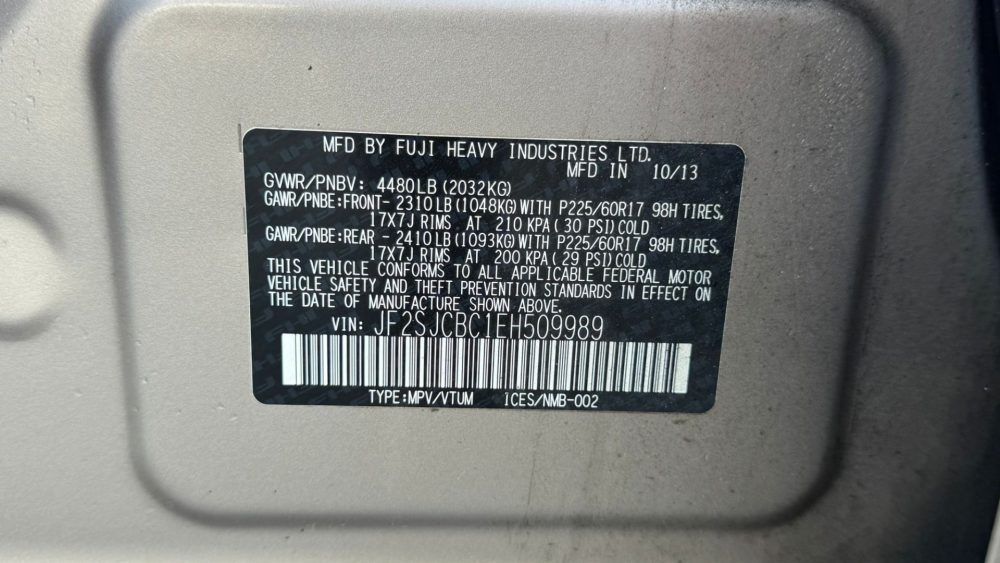 MFD BY FUJI HEAVY INDUSTRIES LTD.
MFD IN 10/13
GVWR/PNBV: 4480LB (2032KG)
GAWR/PNBE:FRONT- 2310LB (1048KG) WITH P225/60R17 98H TIRES,
17X7J RIMS AT 210 KPA ( 30 PSI) COLD
GAWR/PNBE:REAR - 2410LB (1093KG) WITH P225/60R17 98H TIRES,
17X7J RIMS AT 200 KPA ( 29 PSI) COLD
THIS VEHICLE CONFORMS TO ALL APPLICABLE FEDERAL MOTOR
VEHICLE SAFETY AND THEFT PREVENTION STANDARDS IN EFFECT ON
THE DATE OF MANUFACTURE SHOWN ABOVE.
VIN: JF2SJCBC1EH509989
TYPE:MPV/VTUM ICES/NMB-002